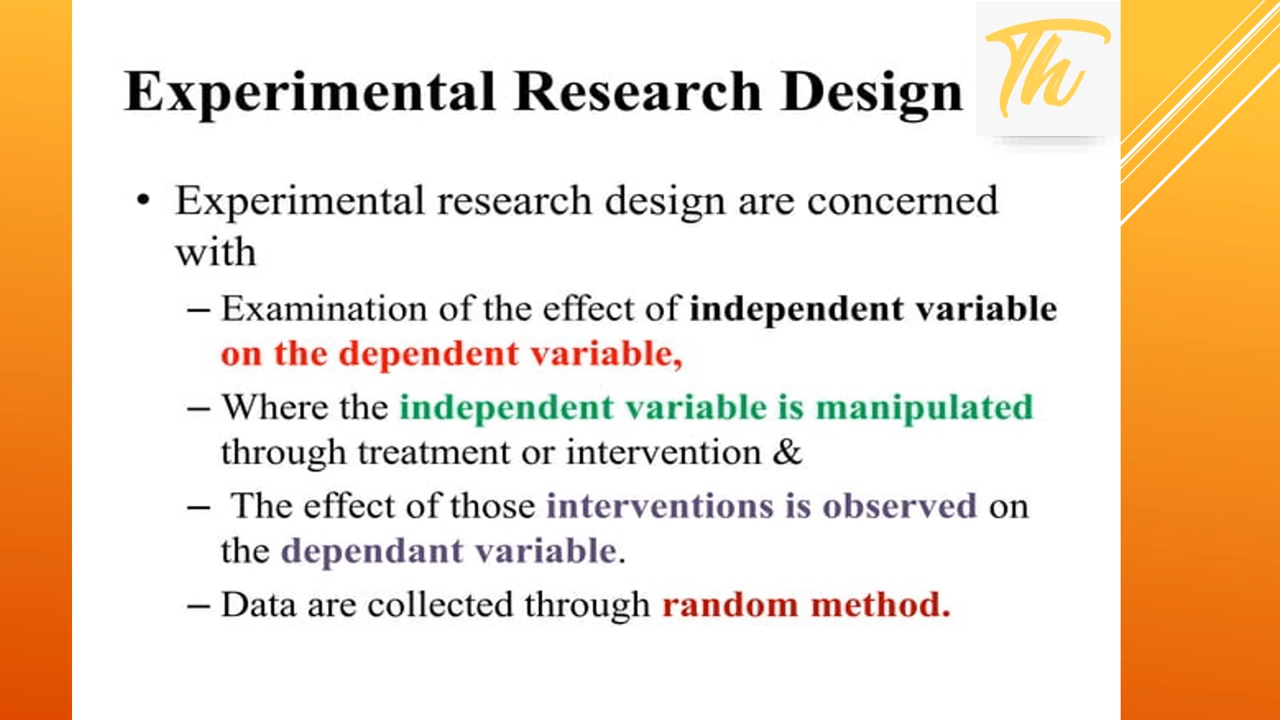 Th
Experimental Research Design
• Experimental research design are concerned
with
– Examination of the effect of independent variable
on the dependent variable,
– Where the independent variable is manipulated
through treatment or intervention &
– The effect of those interventions is observed on
the dependant variable.
– Data are collected through random method.